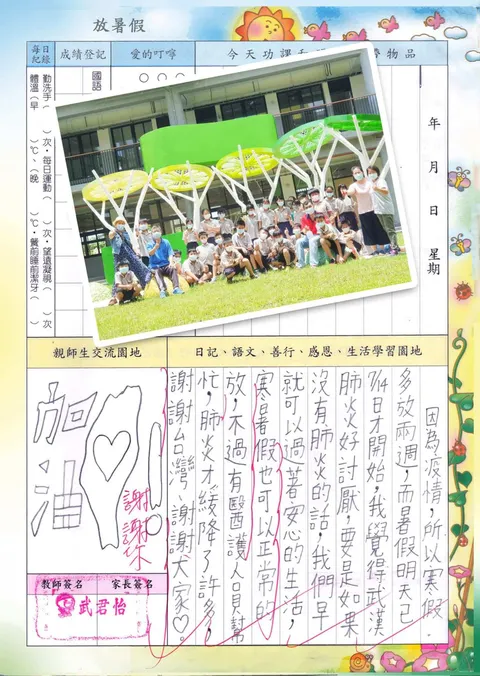 放暑假
每日紀錄 成績登記 愛的叮嚀 今天功課 物品
年 月 日 星期
國語
勤洗手( )次・每日運動( )次・望遠凝視( )次
體溫(早 )℃、(晚 )℃・餐前睡前潔牙( )
親師生交流園地 日記、語文、善行、感恩、生活學習園地
因為疫情，所以寒假
多放兩週，而暑假明天已
7/14日才開始，我覺得武漢
肺炎好討厭，要是如果
沒有肺炎的話，我們早
就可以過著安心的生活，
寒暑假也可以正常的
放，不過有醫護人員幫
忙，肺炎才緩降了許多，
謝謝台灣、謝謝大家♡。
謝謝你
加油
教師簽名 家長簽名
武君怡